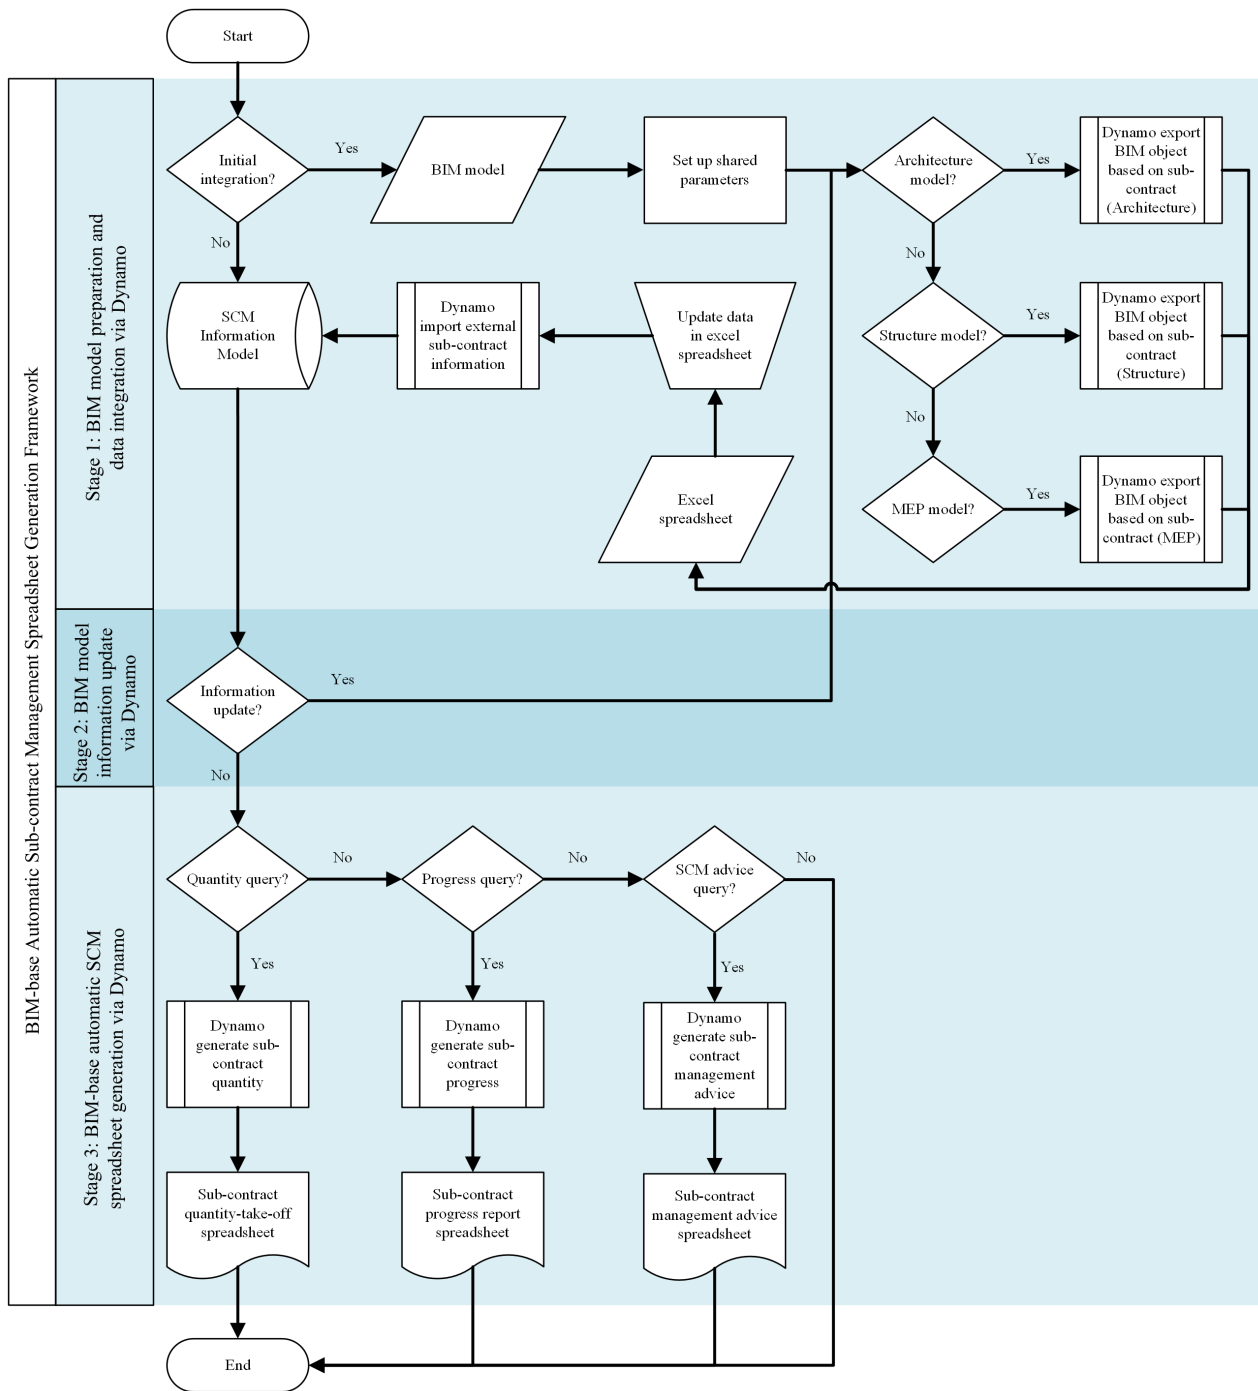 Start
BIM-base Automatic Sub-contract Management Spreadsheet Generation Framework
Stage 1: BIM model preparation and
data integration via Dynamo
Initial
integration?
Yes
BIM model
Set up shared
parameters
Architecture
model?
Yes
Dynamo export
BIM object
based on sub-
contract
(Architecture)
No
No
SCM
Information
Model
Dynamo
import external
sub-contract
information
Update data
in excel
spreadsheet
Structure model?
Yes
Dynamo export
BIM object
based on sub-
contract
(Structure)
No
Excel
spreadsheet
MEP model?
Yes
Dynamo export
BIM object
based on sub-
contract (MEP)
Stage 2: BIM model
information update
via Dynamo
Information
update?
Yes
No
Stage 3: BIM-base automatic SCM
spreadsheet generation via Dynamo
Quantity query?
No
Progress query?
No
SCM advice
query?
No
Yes
Yes
Yes
Dynamo
generate sub-
contract
quantity
Dynamo
generate sub-
contract
progress
Dynamo
generate sub-
contract
management
advice
Sub-contract
quantity-take-off
spreadsheet
Sub-contract
progress report
spreadsheet
Sub-contract
management advice
spreadsheet
End